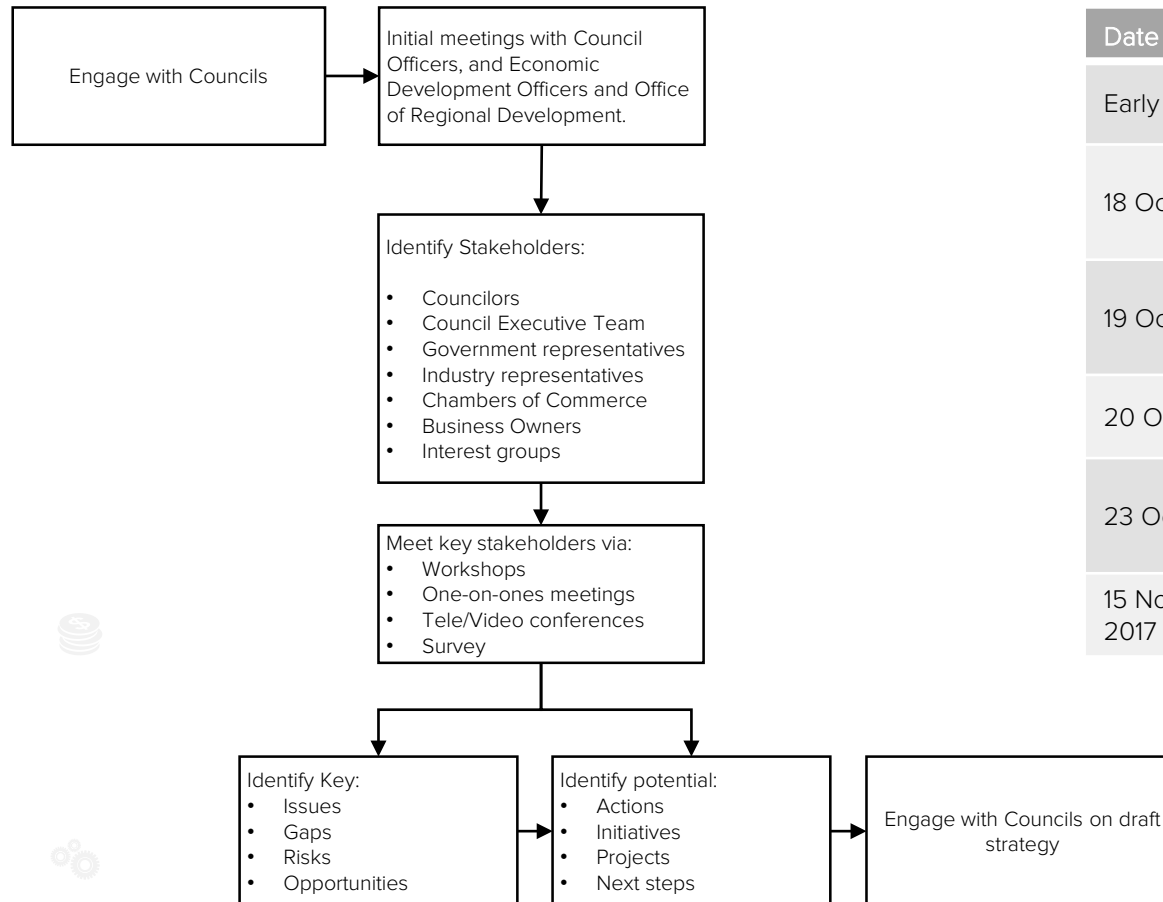 Engage with Councils
Initial meetings with Council
Officers, and Economic
Development Officers and Office
of Regional Development.
Identify Stakeholders:
• Councilors
• Council Executive Team
• Government representatives
• Industry representatives
• Chambers of Commerce
• Business Owners
• Interest groups
Meet key stakeholders via:
• Workshops
• One-on-ones meetings
• Tele/Video conferences
• Survey
Identify Key:
• Issues
• Gaps
• Risks
• Opportunities
Identify potential:
• Actions
• Initiatives
• Projects
• Next steps
Engage with Councils on draft
strategy
Date
Early
18
19
20
23
15
2017